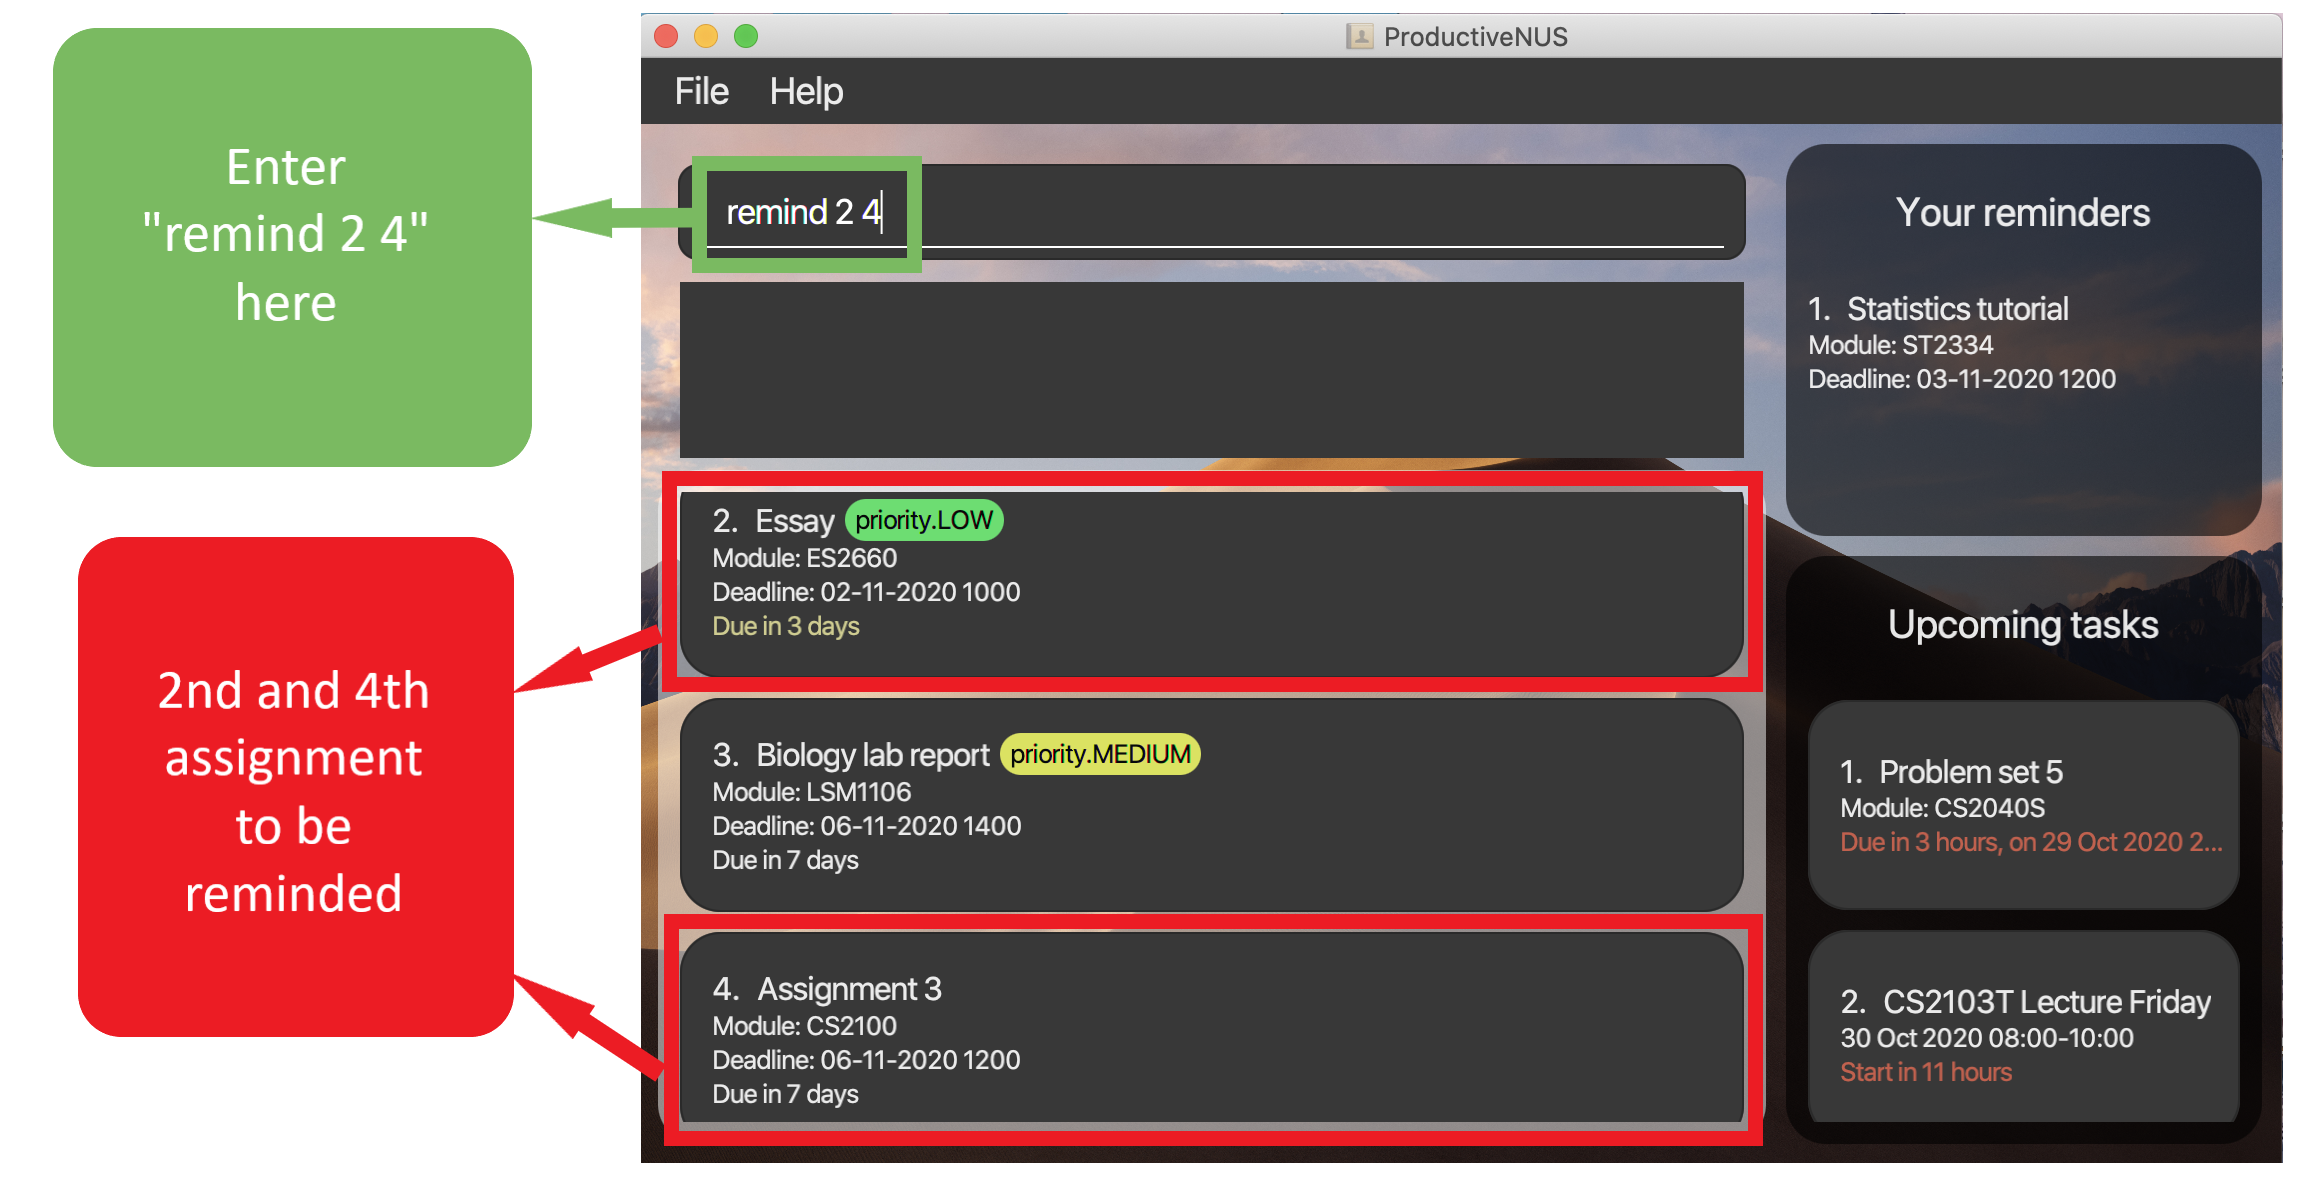 Enter
"remind 2 4"
here
2nd and 4th
assignment
to be
reminded
ProductiveNUS
File Help
remind 2 4
2. Essay priority.LOW
Module: ES2660
Deadline: 02-11-2020 1000
Due in 3 days
3. Biology lab report priority.MEDIUM
Module: LSM1106
Deadline: 06-11-2020 1400
Due in 7 days
4. Assignment 3
Module: CS2100
Deadline: 06-11-2020 1200
Due in 7 days
Your reminders
1. Statistics tutorial
Module: ST2334
Deadline: 03-11-2020 1200
Upcoming tasks
1. Problem set 5
Module: CS2040S
Due in 3 hours, on 29 Oct 2020 2...
2. CS2103T Lecture Friday
30 Oct 2020 08:00-10:00
Start in 11 hours